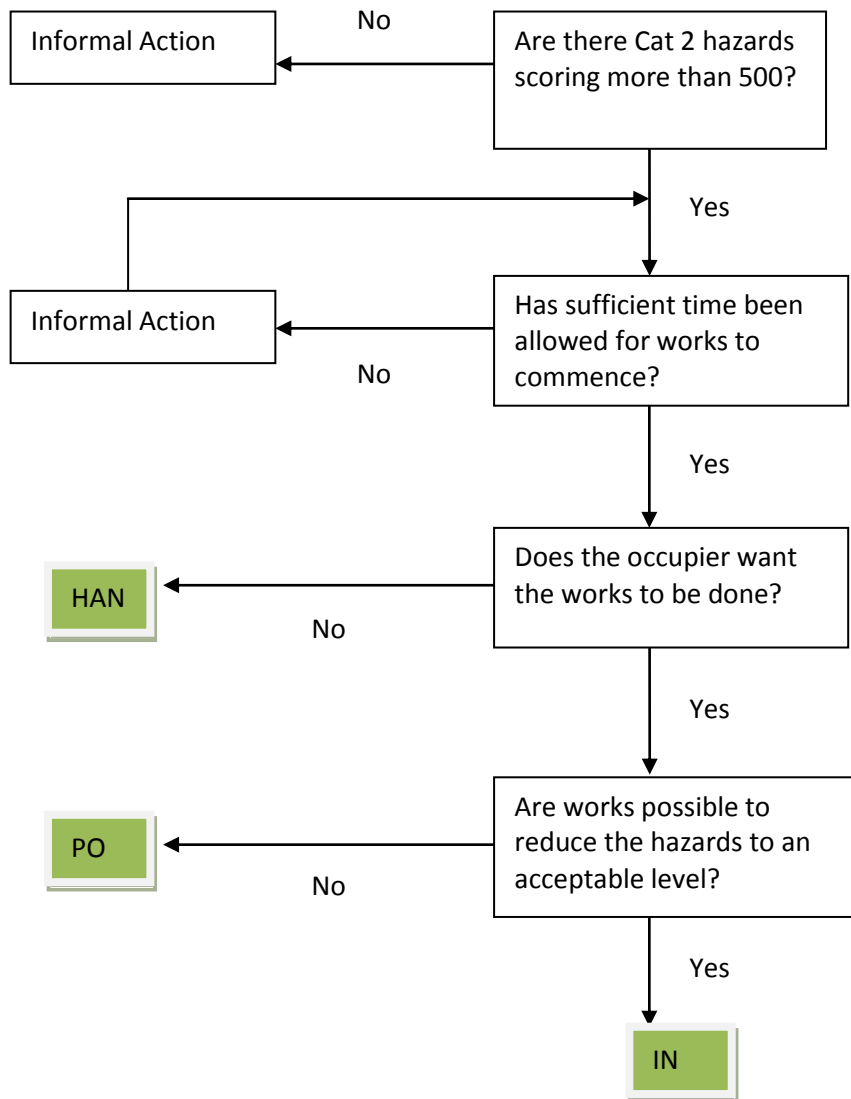 No
Informal Action
Are there Cat 2 hazards
scoring more than 500?
Yes
Informal Action
Has sufficient time been
allowed for works to
commence?
No
Yes
HAN
Does the occupier want
the works to be done?
No
Yes
PO
Are works possible to
reduce the hazards to an
acceptable level?
No
Yes
IN